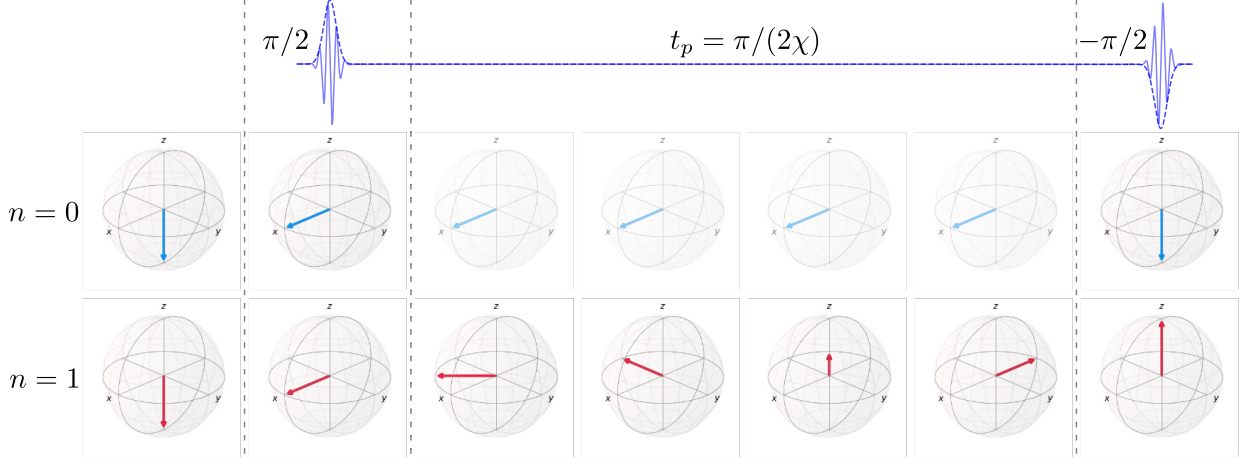 π/2
t_p = π/(2χ)
−π/2
z z z z z z z
n = 0
x y x y x y x y x y x y x y
z z z z z z z
n = 1
x y x y x y x y x y x y x y